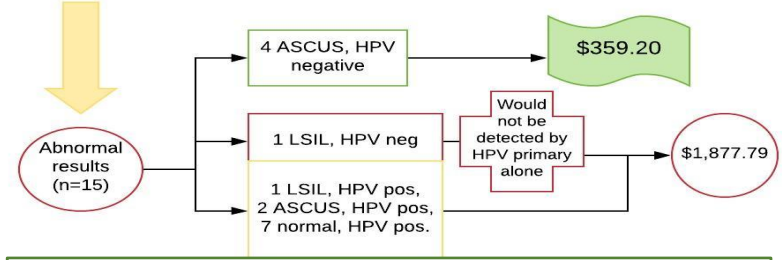 4 ASCUS, HPV
negative
$359.20
Abnormal
results
(n=15)
1 LSIL, HPV neg
Would
not be
detected by
HPV primary
alone
$1,877.79
1 LSIL, HPV pos,
2 ASCUS, HPV pos,
7 normal, HPV pos.